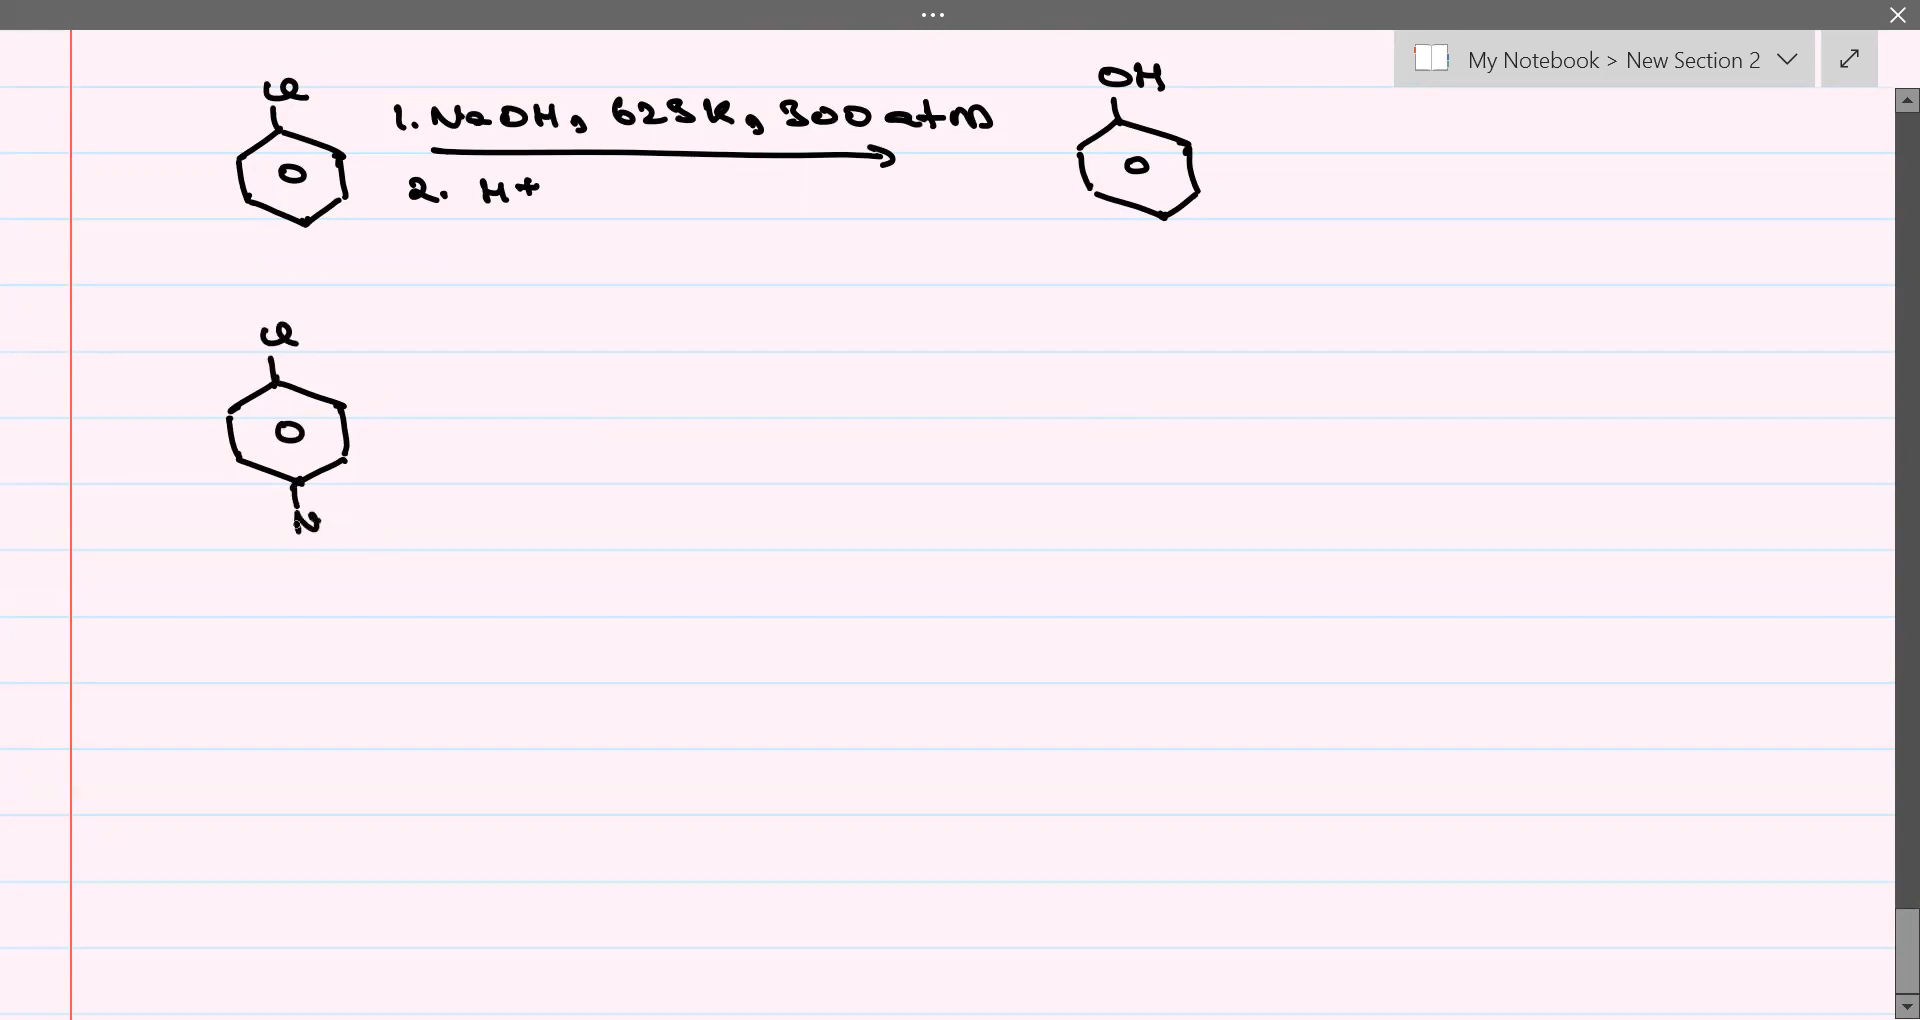 My Notebook > New Section 2
Cl
1. NaOH, 623K, 300 atm
2. H+
OH
Cl
N